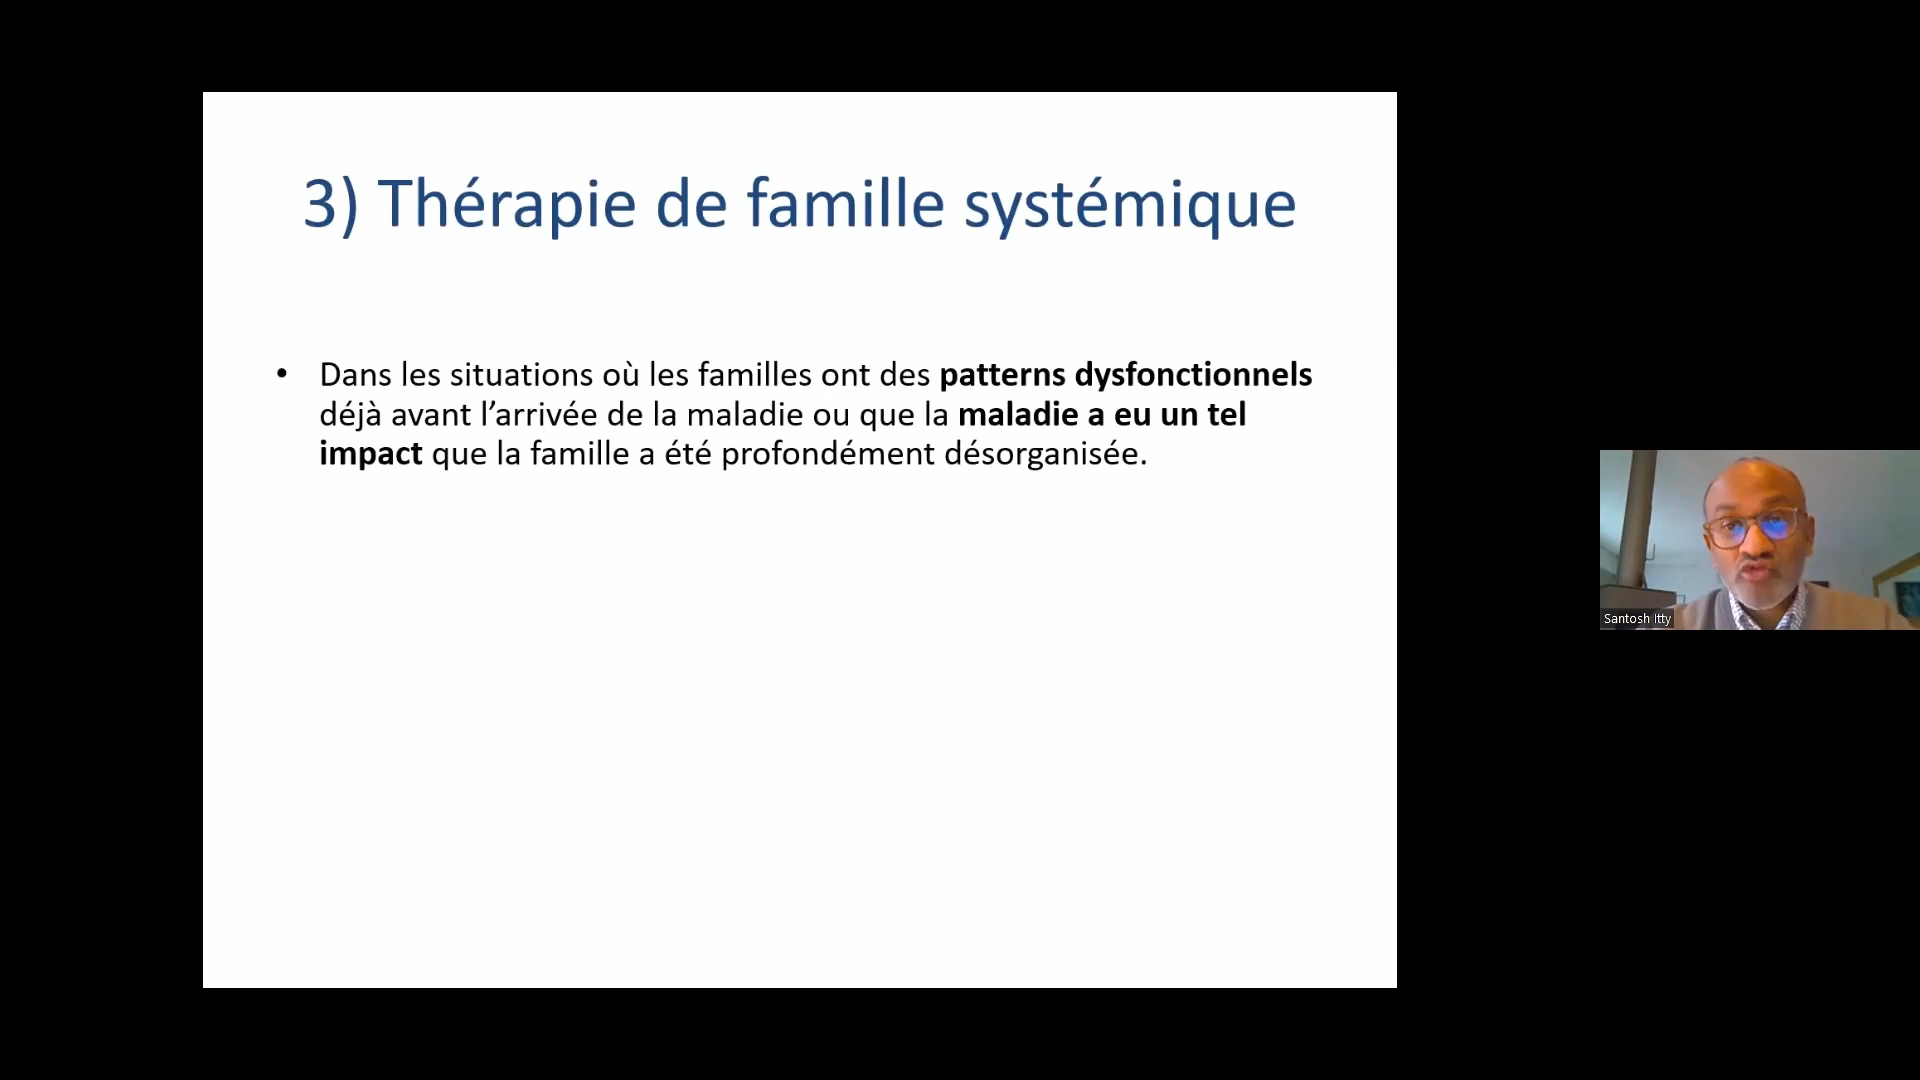 3) Thérapie de famille systémique
• Dans les situations où les familles ont des patterns dysfonctionnels
déjà avant l’arrivée de la maladie ou que la maladie a eu un tel
impact que la famille a été profondément désorganisée.
Santosh Itty